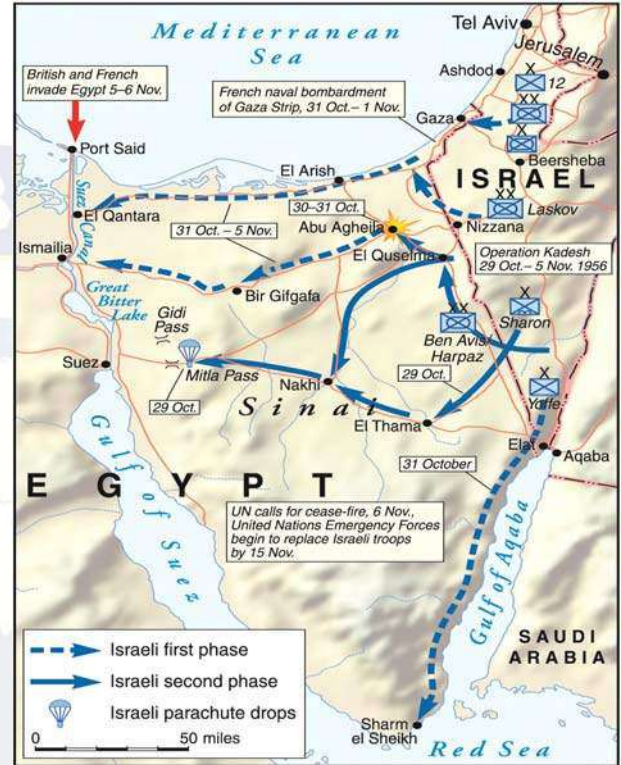 Mediterranean
Sea
Tel Aviv
Jerusalem
Ashdod
British and French
invade Egypt 5–6 Nov.
French naval bombardment
of Gaza Strip, 31 Oct.– 1 Nov.
X
12
XX
X
Gaza
Port Said
Beersheba
El Arish
ISRAEL
XX
Laskov
Suez Canal
El Qantara
30–31 Oct.
Abu Agheila
Nizzana
31 Oct.– 5 Nov.
Ismailia
El Quseima
Operation Kadesh
29 Oct.– 5 Nov. 1956
Great
Bitter
Lake
Bir Gifgafa
Gidi
Pass
XX
Ben Avis/
Harpaz
X
Sharon
Suez
Mitla Pass
29 Oct.
29 Oct.
X
Yoffe
Nakhl
Sinai
El Thama
Elat
Aqaba
31 October
EGYPT
Gulf of Suez
UN calls for cease-fire, 6 Nov.,
United Nations Emergency Forces
begin to replace Israeli troops
by 15 Nov.
Gulf of Aqaba
SAUDI
ARABIA
Israeli first phase
Israeli second phase
Israeli parachute drops
0 50 miles
Sharm
el Sheikh
Red Sea